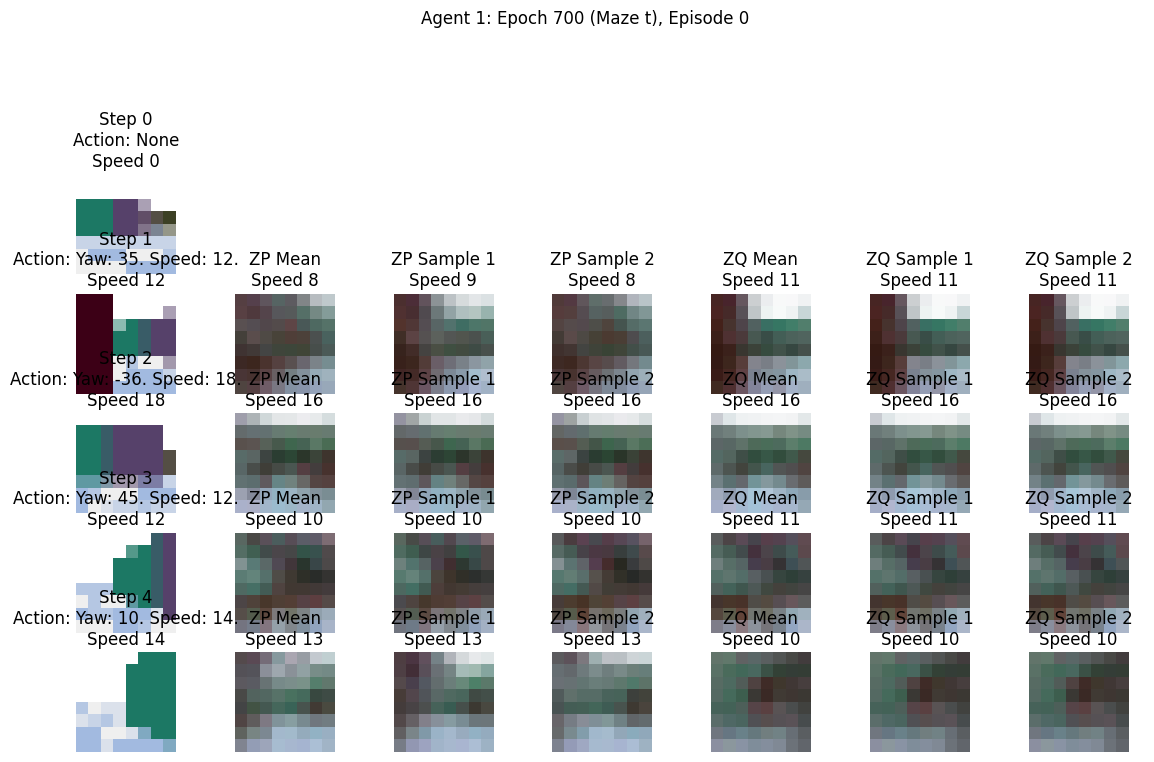 Agent 1: Epoch 700 (Maze t), Episode 0
Step 0
Action: None
Speed 0
Step 1
Action: Yaw: 35. Speed: 12.
Speed 12
ZP Mean
Speed 8
ZP Sample 1
Speed 9
ZP Sample 2
Speed 8
ZQ Mean
Speed 11
ZQ Sample 1
Speed 11
ZQ Sample 2
Speed 11
Step 2
Action: Yaw: -36. Speed: 18.
Speed 18
ZP Mean
Speed 16
ZP Sample 1
Speed 16
ZP Sample 2
Speed 16
ZQ Mean
Speed 16
ZQ Sample 1
Speed 16
ZQ Sample 2
Speed 16
Step 3
Action: Yaw: 45. Speed: 12.
Speed 12
ZP Mean
Speed 10
ZP Sample 1
Speed 10
ZP Sample 2
Speed 10
ZQ Mean
Speed 11
ZQ Sample 1
Speed 11
ZQ Sample 2
Speed 11
Step 4
Action: Yaw: 10. Speed: 14.
Speed 14
ZP Mean
Speed 13
ZP Sample 1
Speed 13
ZP Sample 2
Speed 13
ZQ Mean
Speed 10
ZQ Sample 1
Speed 10
ZQ Sample 2
Speed 10